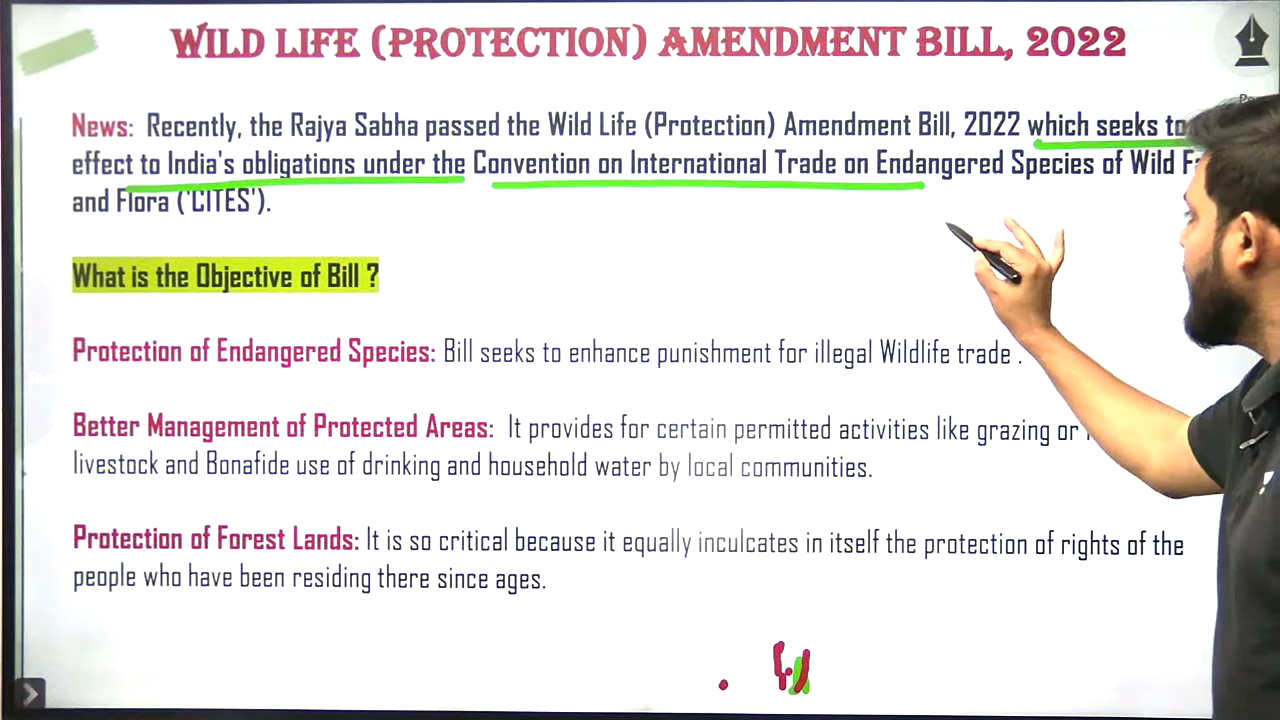 WILD LIFE (PROTECTION) AMENDMENT BILL, 2022
News: Recently, the Rajya Sabha passed the Wild Life (Protection) Amendment Bill, 2022 which seeks to
effect to India's obligations under the Convention on International Trade on Endangered Species of Wild
and Flora ('CITES').
What is the Objective of Bill ?
Protection of Endangered Species: Bill seeks to enhance punishment for illegal Wildlife trade .
Better Management of Protected Areas: It provides for certain permitted activities like grazing or
livestock and Bonafide use of drinking and household water by local communities.
Protection of Forest Lands: It is so critical because it equally inculcates in itself the protection of rights of the
people who have been residing there since ages.